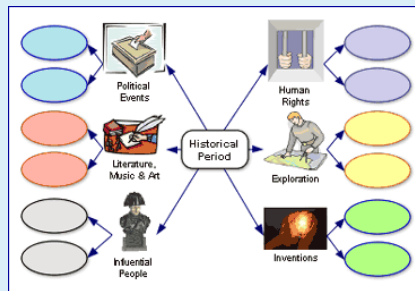 Political
Events
Human
Rights
Historical
Period
Literature,
Music & Art
Exploration
Influential
People
Inventions